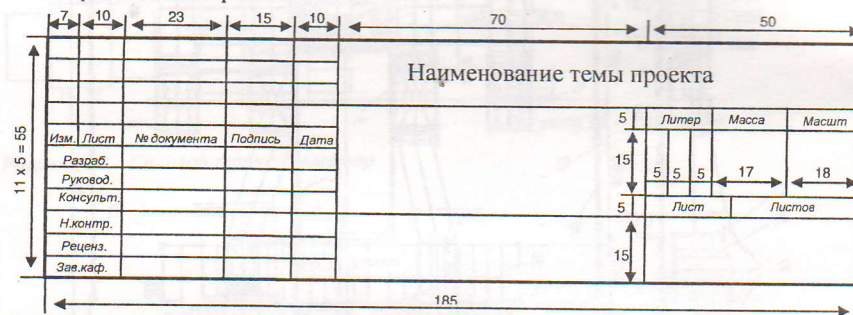 7 10 23 15 10 70 50
Наименование темы проекта
11 x 5 = 55
5 Литер Масса Масшт
Изм. Лист № документа Подпись Дата
Разраб.
15
Руковод.
5 5 5 17 18
Консульт.
5 Лист Листов
Н.контр.
Реценз.
15
Зав.каф.
185